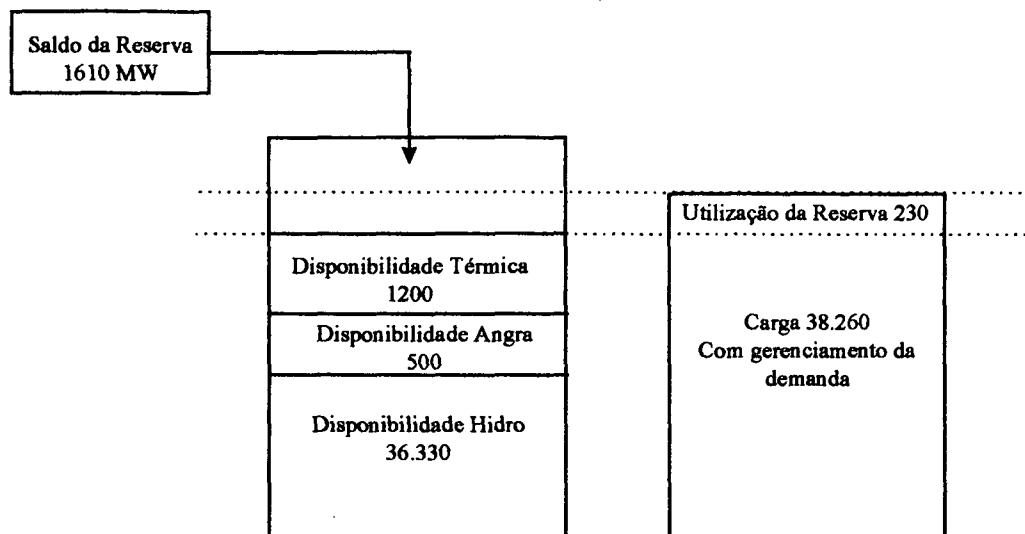 Saldo da Reserva
1610 MW
Utilização da Reserva 230
Disponibilidade Térmica
1200
Disponibilidade Angra
500
Carga 38.260
Com gerenciamento da
demanda
Disponibilidade Hidro
36.330